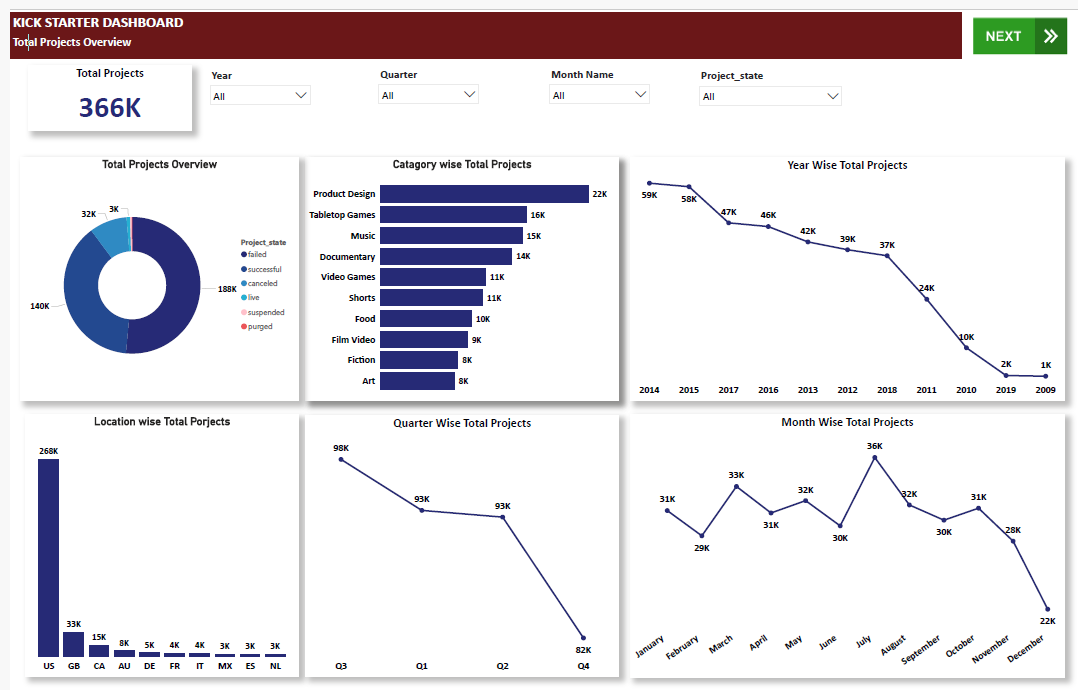 KICK STARTER DASHBOARD
Total Projects Overview
NEXT
Total Projects
366K
Year
All
Quarter
All
Month Name
All
Project_state
All
Total Projects Overview
32K
3K
188K
140K
Project_state
failed
successful
canceled
live
suspended
purged
Catagory wise Total Projects
Product Design 22K
Tabletop Games 16K
Music 15K
Documentary 14K
Video Games 11K
Shorts 11K
Food 10K
Film Video 9K
Fiction 8K
Art 8K
Year Wise Total Projects
59K 58K 47K 46K 42K 39K 37K 24K 10K 2K 1K
2014 2015 2017 2016 2013 2012 2018 2011 2010 2019 2009
Location wise Total Porjects
268K 33K 15K 8K 5K 4K 4K 3K 3K 3K
US GB CA AU DE FR IT MX ES NL
Quarter Wise Total Projects
98K 93K 93K 82K
Q3 Q1 Q2 Q4
Month Wise Total Projects
31K 29K 33K 31K 32K 30K 36K 32K 30K 31K 28K 22K
January February March April May June July August September October November December